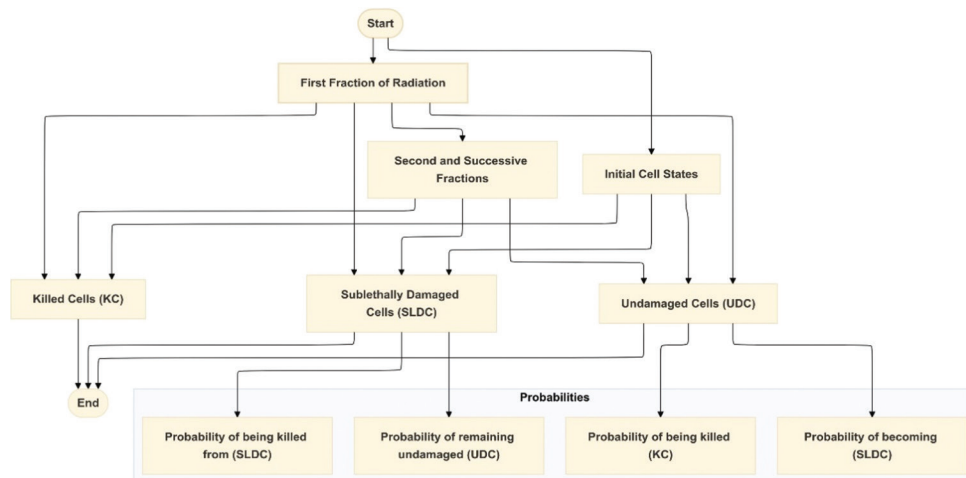 Start
First Fraction of Radiation
Second and Successive
Fractions
Initial Cell States
Killed Cells (KC)
Sublethally Damaged
Cells (SLDC)
Undamaged Cells (UDC)
End
Probabilities
Probability of being killed
from (SLDC)
Probability of remaining
undamaged (UDC)
Probability of being killed
(KC)
Probability of becoming
(SLDC)